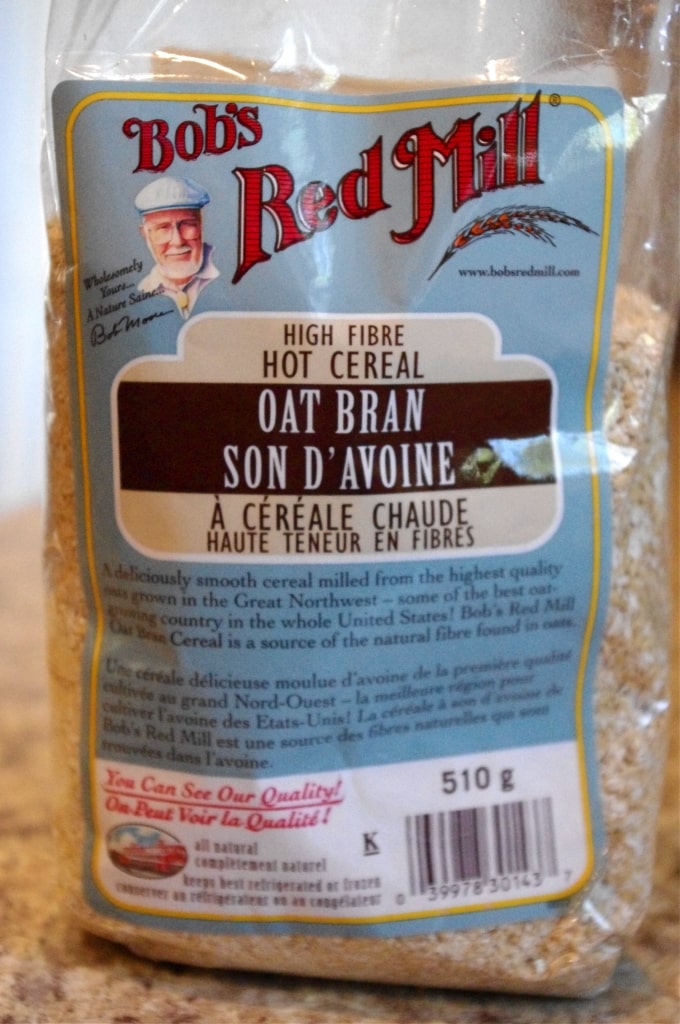 Bob's
Red Mill®
Wholesomely
Yours...
A Nature Saine...
Bob Moore
www.bobsredmill.com
HIGH FIBRE
HOT CEREAL
OAT BRAN
SON D'AVOINE
À CÉRÉALE CHAUDE
HAUTE TENEUR EN FIBRES
A deliciously smooth cereal milled from the highest quality
oats grown in the Great Northwest – some of the best oat-
growing country in the whole United States! Bob's Red Mill
Oat Bran Cereal is a source of the natural fibre found in oats.
Une céréale délicieuse moulue d'avoine de la première qualité
cultivée au grand Nord-Ouest – la meilleure région pour
cultiver l'avoine des Etats-Unis! La céréale à son d'avoine de
Bob's Red Mill est une source des fibres naturelles qui sont
trouvées dans l'avoine.
You Can See Our Quality!
On Peut Voir la Qualité!
510 g
all natural
complètement naturel
K
keeps best refrigerated or frozen
conserver au réfrigérateur ou au congélateur
0 39978 30143 7